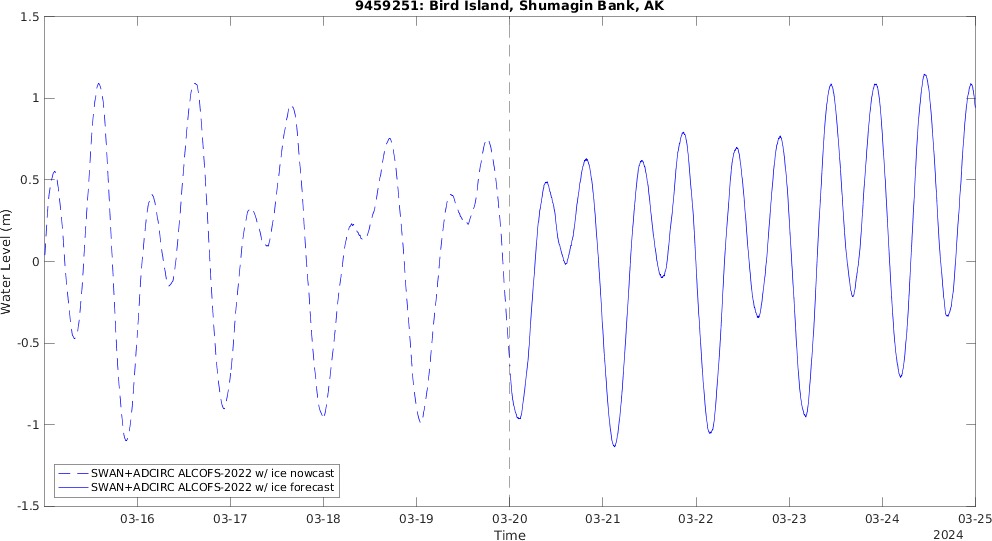 9459251: Bird Island, Shumagin Bank, AK
1.5
1
0.5
0
-0.5
-1
-1.5
Water Level (m)
SWAN+ADCIRC ALCOFS-2022 w/ ice nowcast
SWAN+ADCIRC ALCOFS-2022 w/ ice forecast
03-16 03-17 03-18 03-19 03-20 03-21 03-22 03-23 03-24 03-25
Time
2024